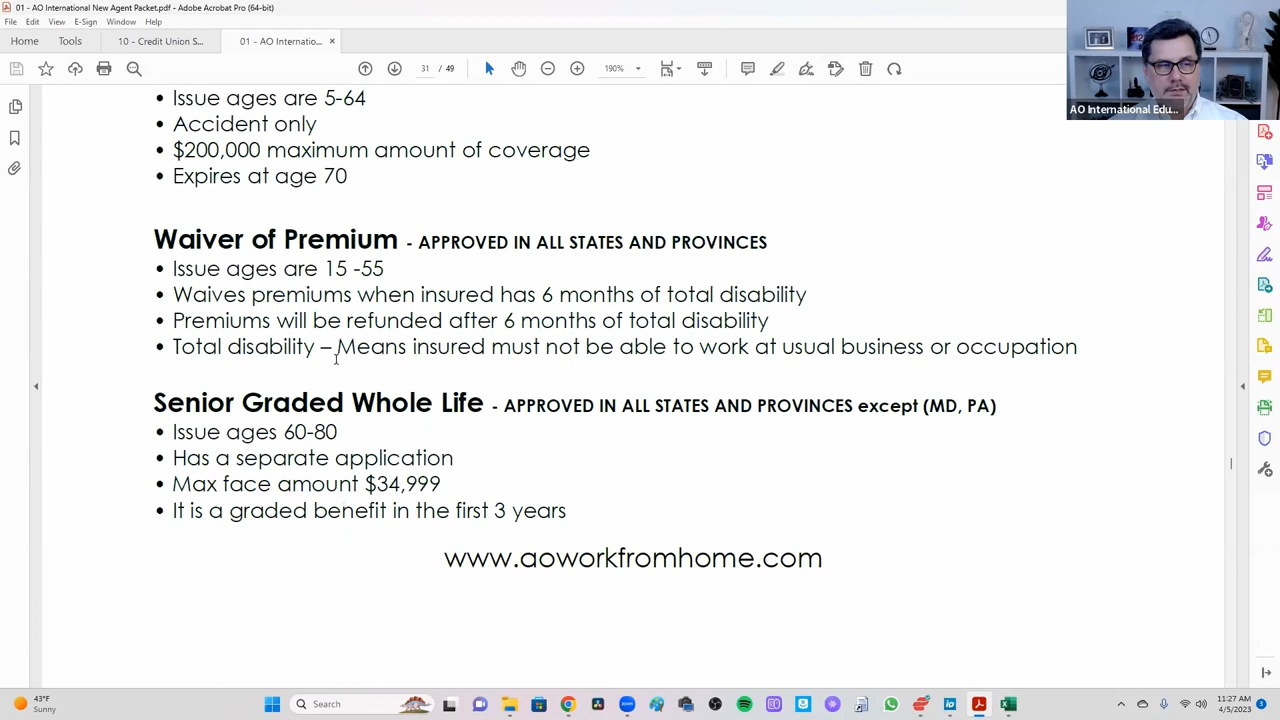 01 - AO International New Agent Packet.pdf - Adobe Acrobat Pro (64-bit)
File Edit View E-Sign Window Help
Home Tools 10 - Credit Union S... 01 - AO Internatio... ×
31 / 49 190%
AO International Edu...
• Issue ages are 5-64
• Accident only
• $200,000 maximum amount of coverage
• Expires at age 70
Waiver of Premium - APPROVED IN ALL STATES AND PROVINCES
• Issue ages are 15 -55
• Waives premiums when insured has 6 months of total disability
• Premiums will be refunded after 6 months of total disability
• Total disability – Means insured must not be able to work at usual business or occupation
Senior Graded Whole Life - APPROVED IN ALL STATES AND PROVINCES except (MD, PA)
• Issue ages 60-80
• Has a separate application
• Max face amount $34,999
• It is a graded benefit in the first 3 years
www.aoworkfromhome.com
43°F
Sunny
Search
11:27 AM
4/5/2023